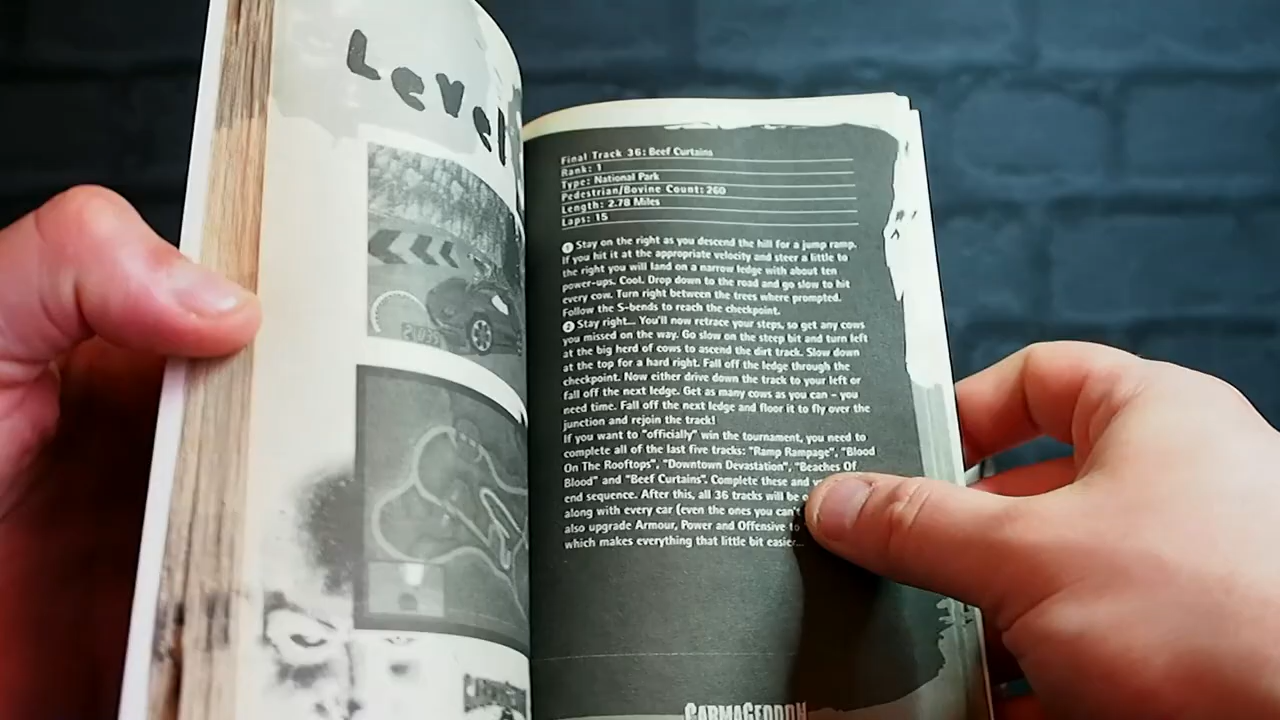 Level
Final Track 36: Beef Curtains
Rank: 1
Type: National Park
Pedestrian/Bovine Count: 260
Length: 2.78 Miles
Laps: 15
1 Stay on the right as you descend the hill for a jump ramp.
If you hit it at the appropriate velocity and steer a little to
the right you will land on a narrow ledge with about ten
power-ups. Cool. Drop down to the road and go slow to hit
every cow. Turn right between the trees where prompted.
Follow the S-bends to reach the checkpoint.
2 Stay right... You'll now retrace your steps, so get any cows
you missed on the way. Go slow on the steep bit and turn left
at the big herd of cows to ascend the dirt track. Slow down
at the top for a hard right. Fall off the ledge through the
checkpoint. Now either drive down the track to your left or
fall off the next ledge. Get as many cows as you can – you
need time. Fall off the next ledge and floor it to fly over the
junction and rejoin the track!
If you want to "officially" win the tournament, you need to
complete all of the last five tracks: "Ramp Rampage", "Blood
On The Rooftops", "Downtown Devastation", "Beaches Of
Blood" and "Beef Curtains". Complete these and
end sequence. After this, all 36 tracks will be
along with every car (even the ones you can't
also upgrade Armour, Power and Offensive to
which makes everything that little bit easier...
CARMAGEDDON